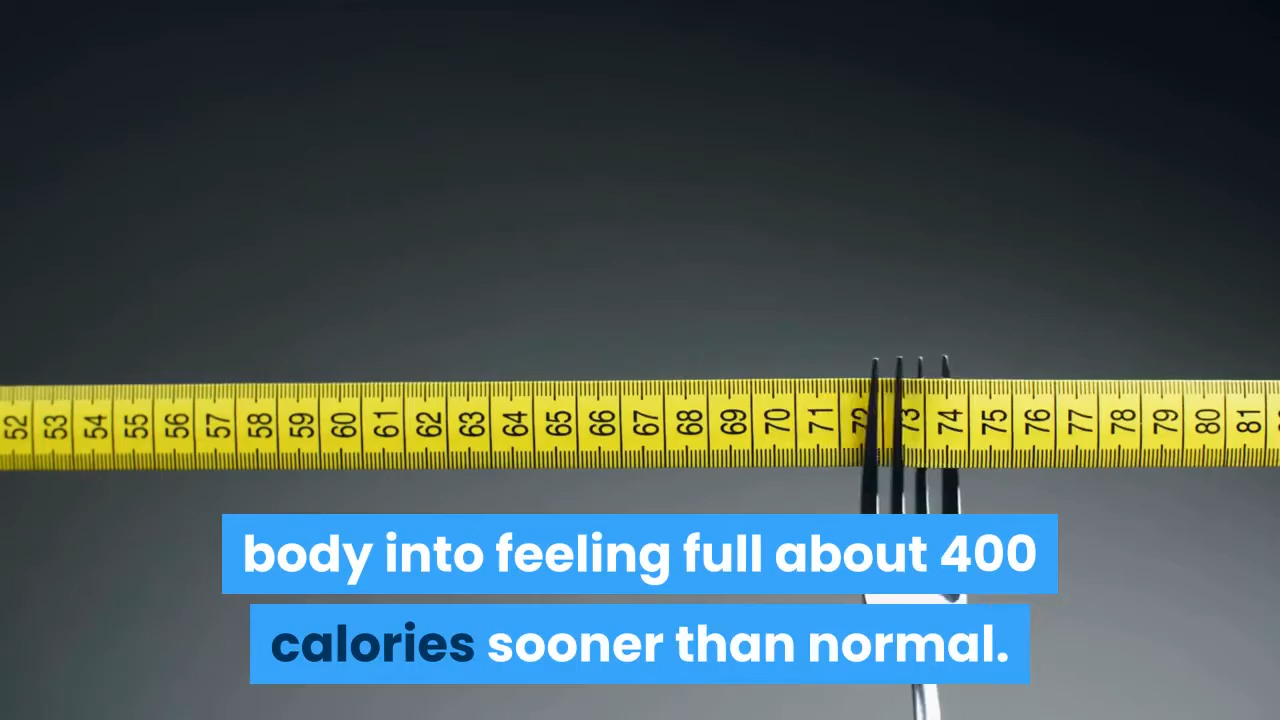 52 53 54 55 56 57 58 59 60 61 62 63 64 65 66 67 68 69 70 71 72 73 74 75 76 77 78 79 80 81
body into feeling full about 400
calories sooner than normal.